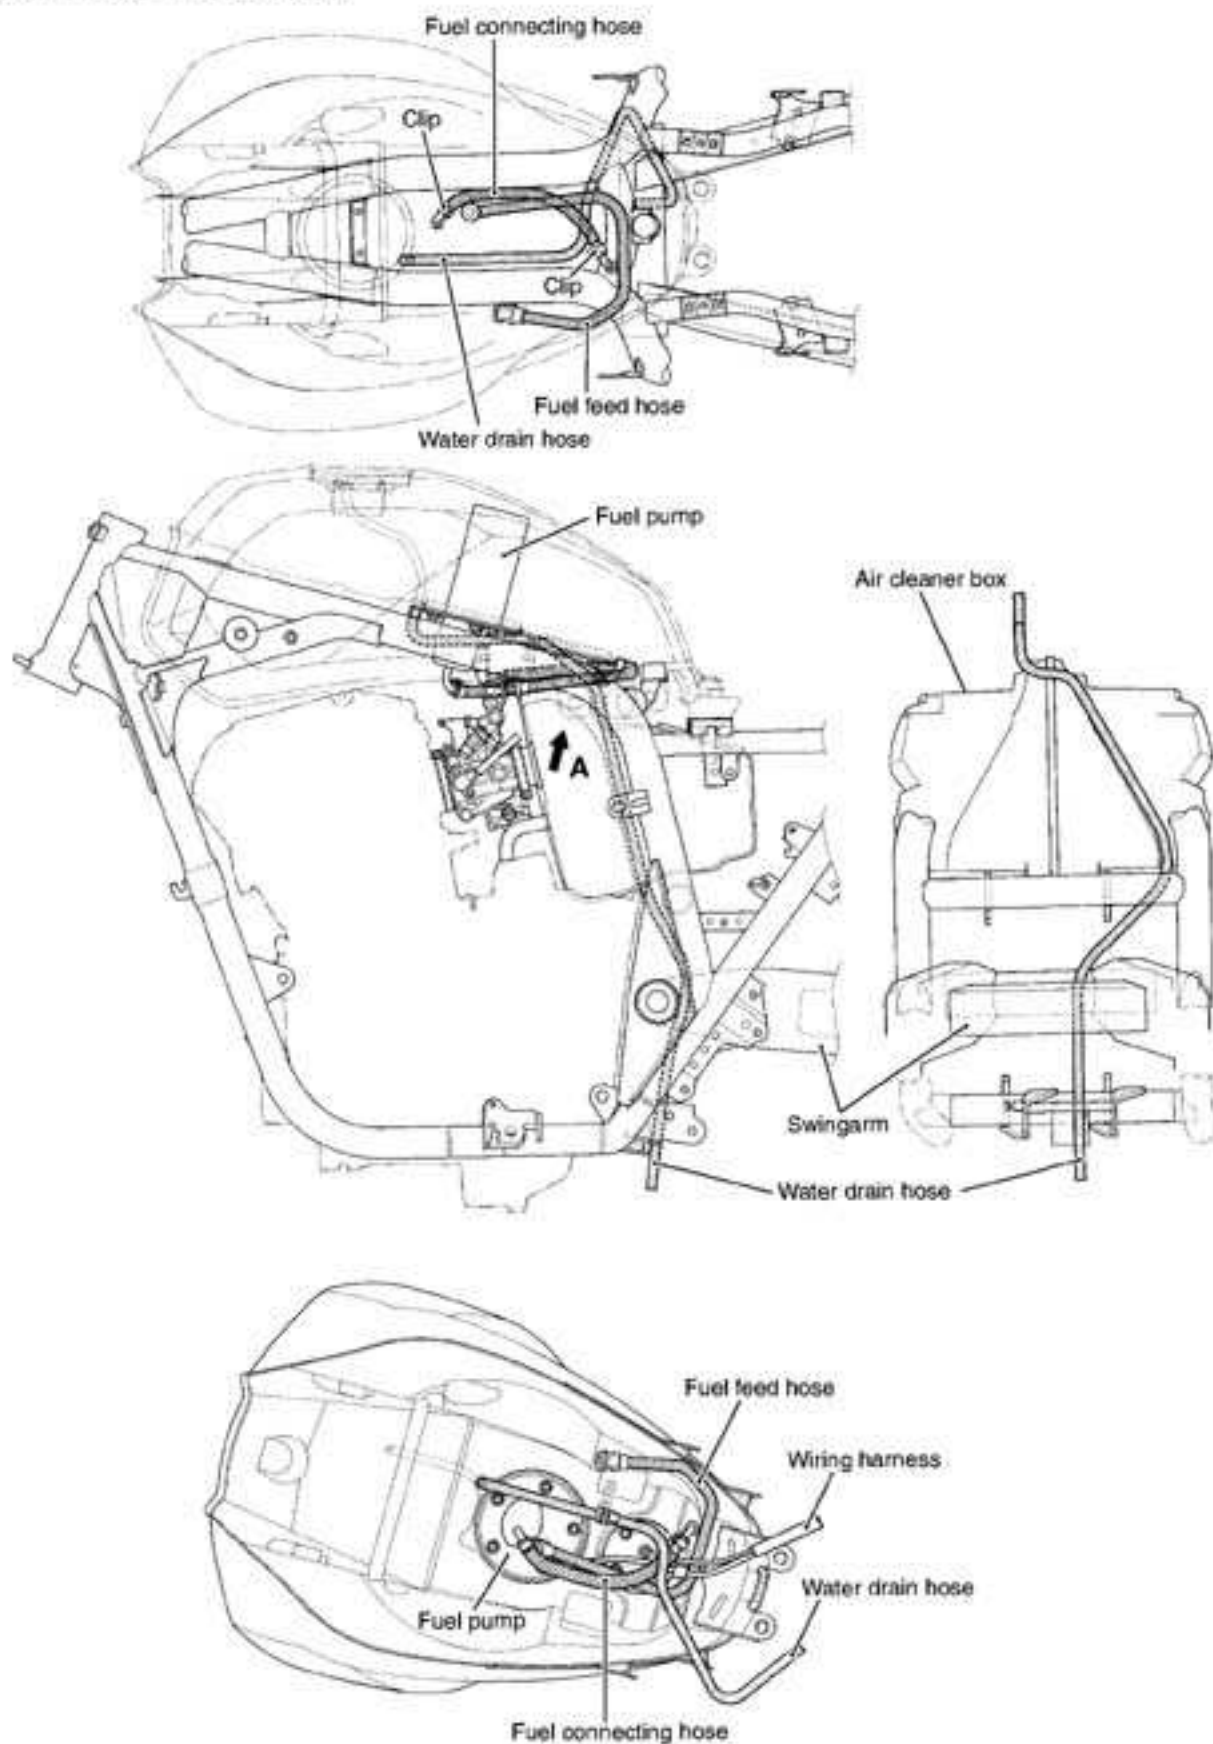 Fuel connecting hose
Clip
Clip
Fuel feed hose
Water drain hose
Fuel pump
Air cleaner box
A
Swingarm
Water drain hose
Fuel feed hose
Wiring harness
Water drain hose
Fuel pump
Fuel connecting hose